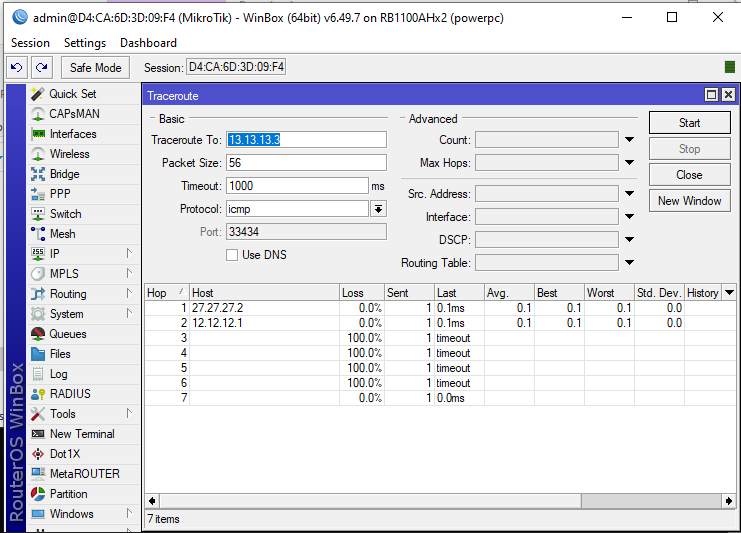 admin@D4:CA:6D:3D:09:F4 (MikroTik) - WinBox (64bit) v6.49.7 on RB1100AHx2 (powerpc)
Session Settings Dashboard
Safe Mode Session: D4:CA:6D:3D:09:F4
RouterOS WinBox
Quick Set
CAPsMAN
Interfaces
Wireless
Bridge
PPP
Switch
Mesh
IP
MPLS
Routing
System
Queues
Files
Log
RADIUS
Tools
New Terminal
Dot1X
MetaROUTER
Partition
Windows
Traceroute
Basic
Traceroute To: 13.13.13.3
Packet Size: 56
Timeout: 1000 ms
Protocol: icmp
Port: 33434
Use DNS
Advanced
Count:
Max Hops:
Src. Address:
Interface:
DSCP:
Routing Table:
Start
Stop
Close
New Window
Hop Host Loss Sent Last Avg. Best Worst Std. Dev. History
1 27.27.27.2 0.0% 1 0.1ms 0.1 0.1 0.1 0.0
2 12.12.12.1 0.0% 1 0.1ms 0.1 0.1 0.1 0.0
3 100.0% 1 timeout
4 100.0% 1 timeout
5 100.0% 1 timeout
6 100.0% 1 timeout
7 0.0% 1 0.0ms
7 items